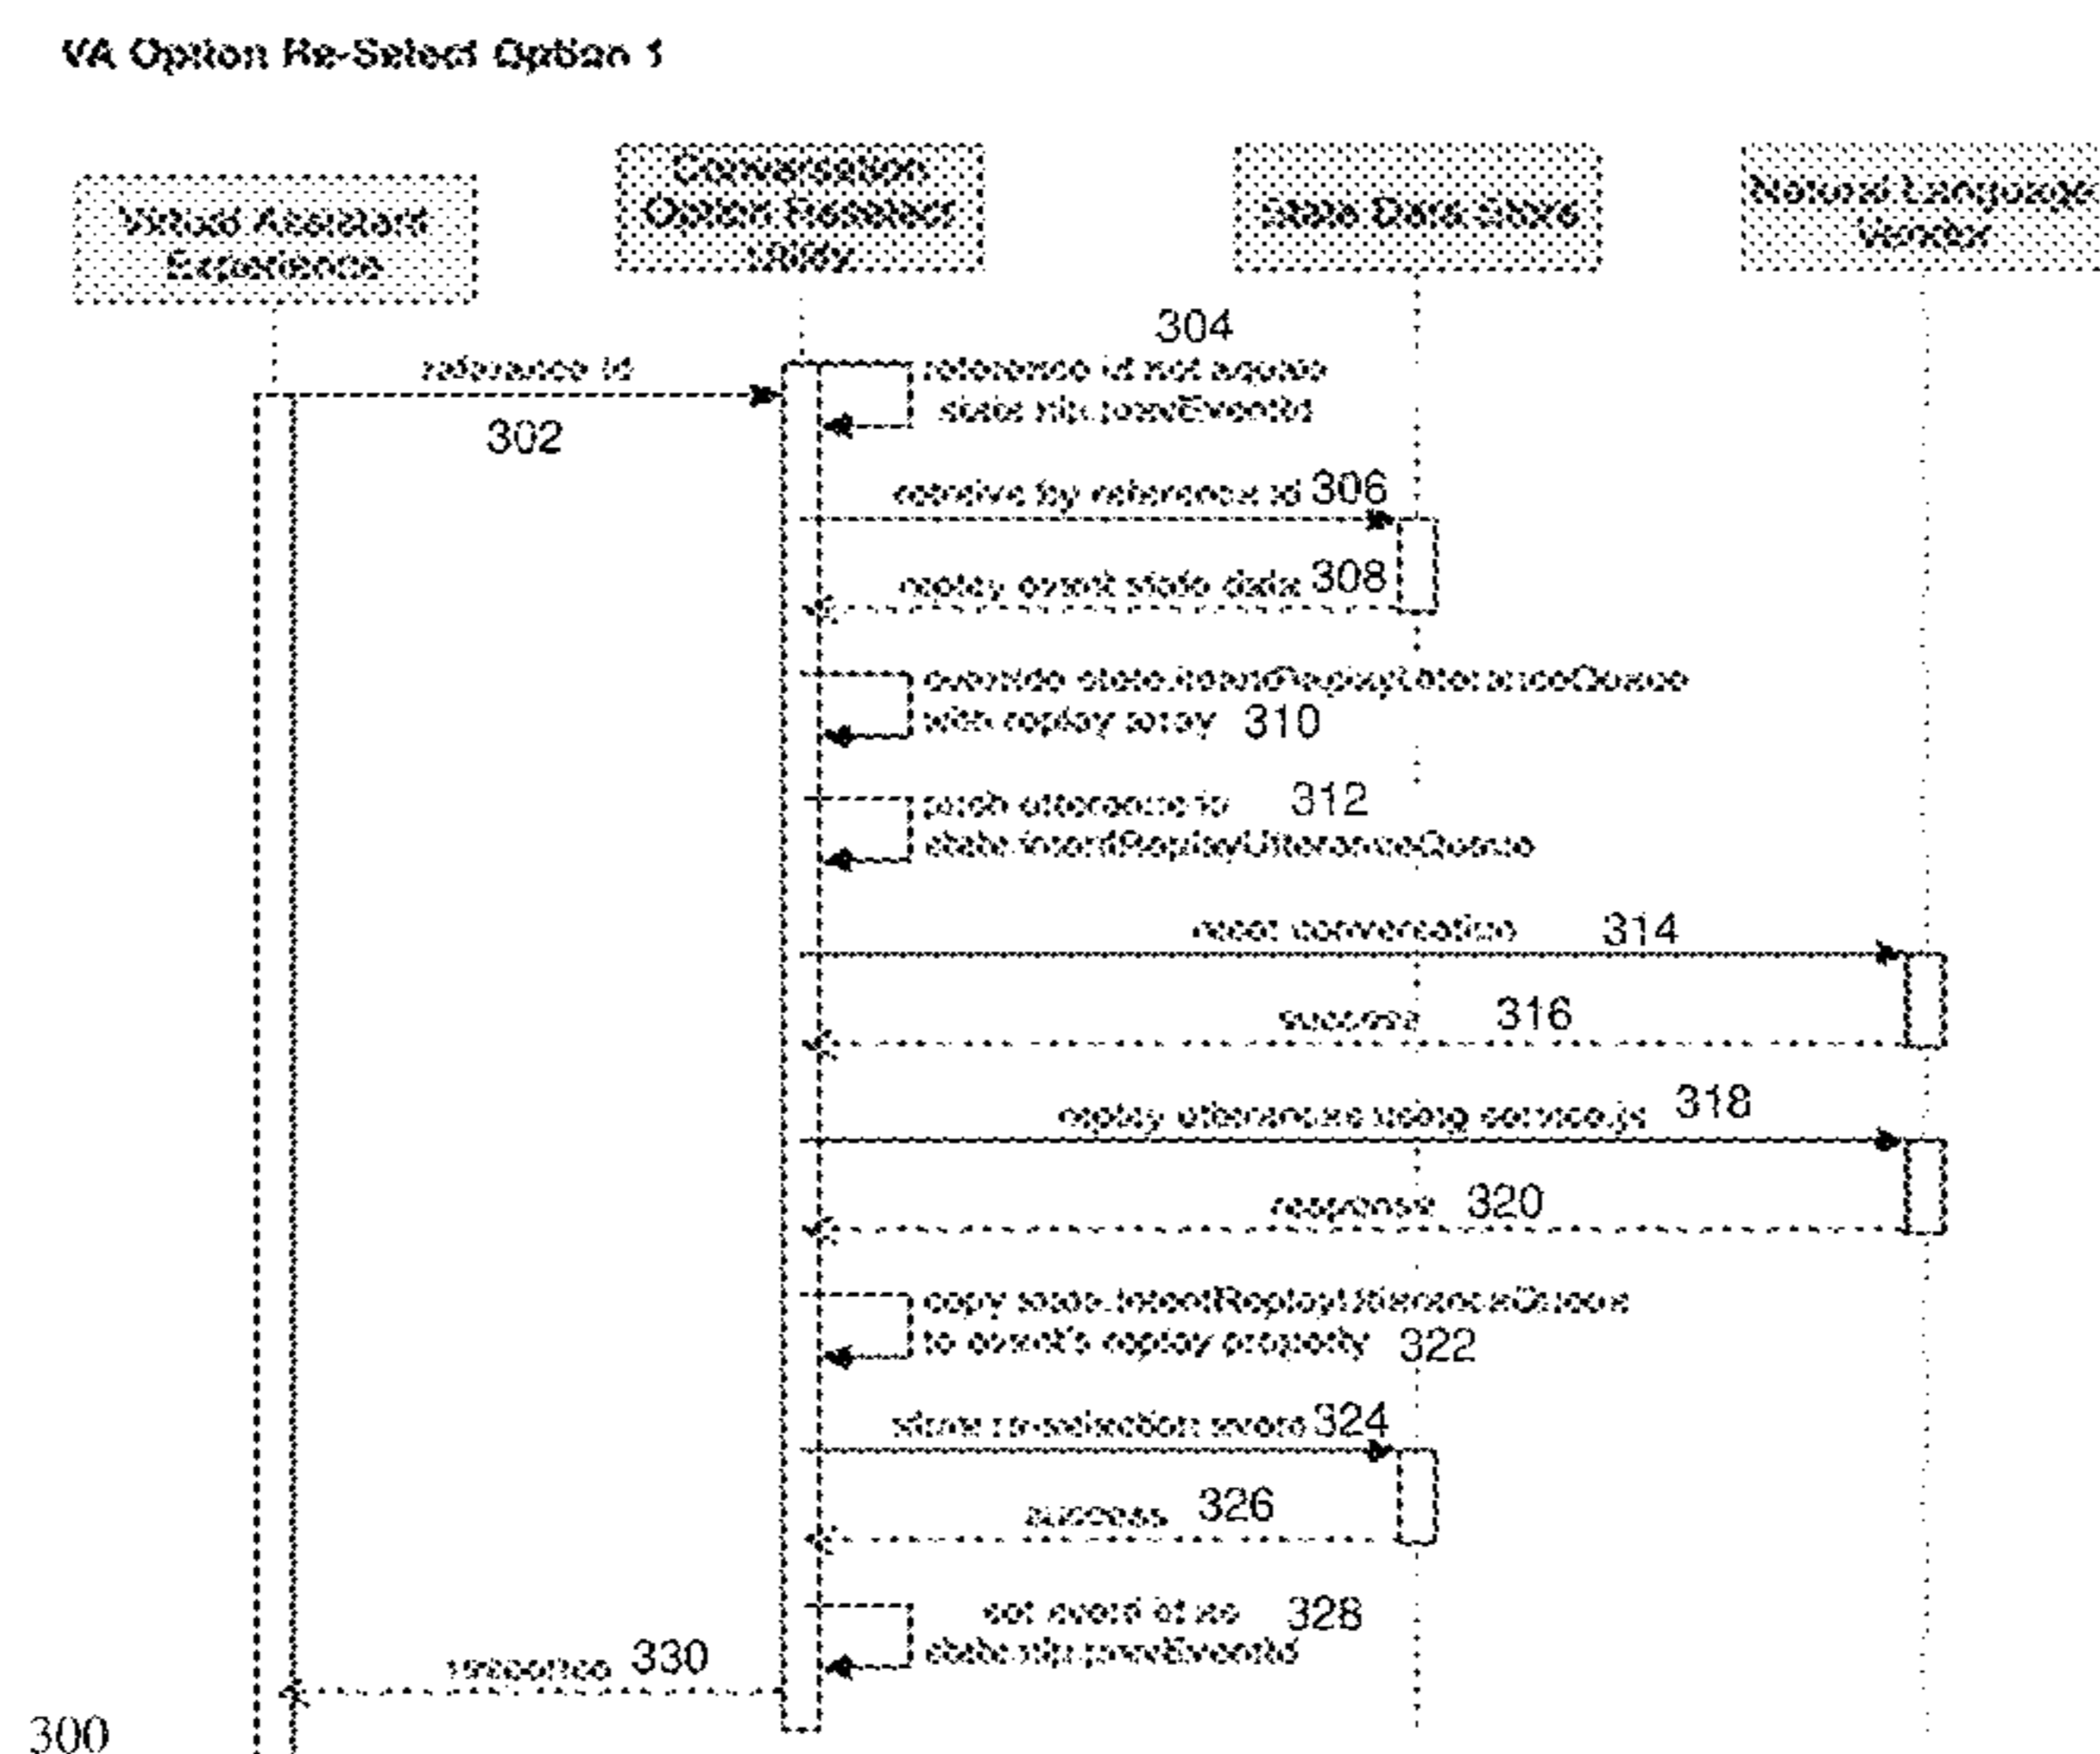 VA Option Re-Select Option 1
Virtual Assistant
Experience
Conversation
Option Reselect
Utility
State Data Store
Natural Language
Vendor
304
reference id
reference id not equals
state.nlp.prevEventId
302
retreive by reference id 306
replay event state data 308
override state.intentReplayUtteranceQueue
with replay array 310
push utterance to 312
state.intentReplayUtteranceQueue
reset conversation 314
success 316
replay utterances using service.js 318
response 320
copy state.intentReplayUtteranceQueue
to event's replay property 322
store re-selection event 324
success 326
set event id as 328
state.nlp.prevEventId
response 330
300